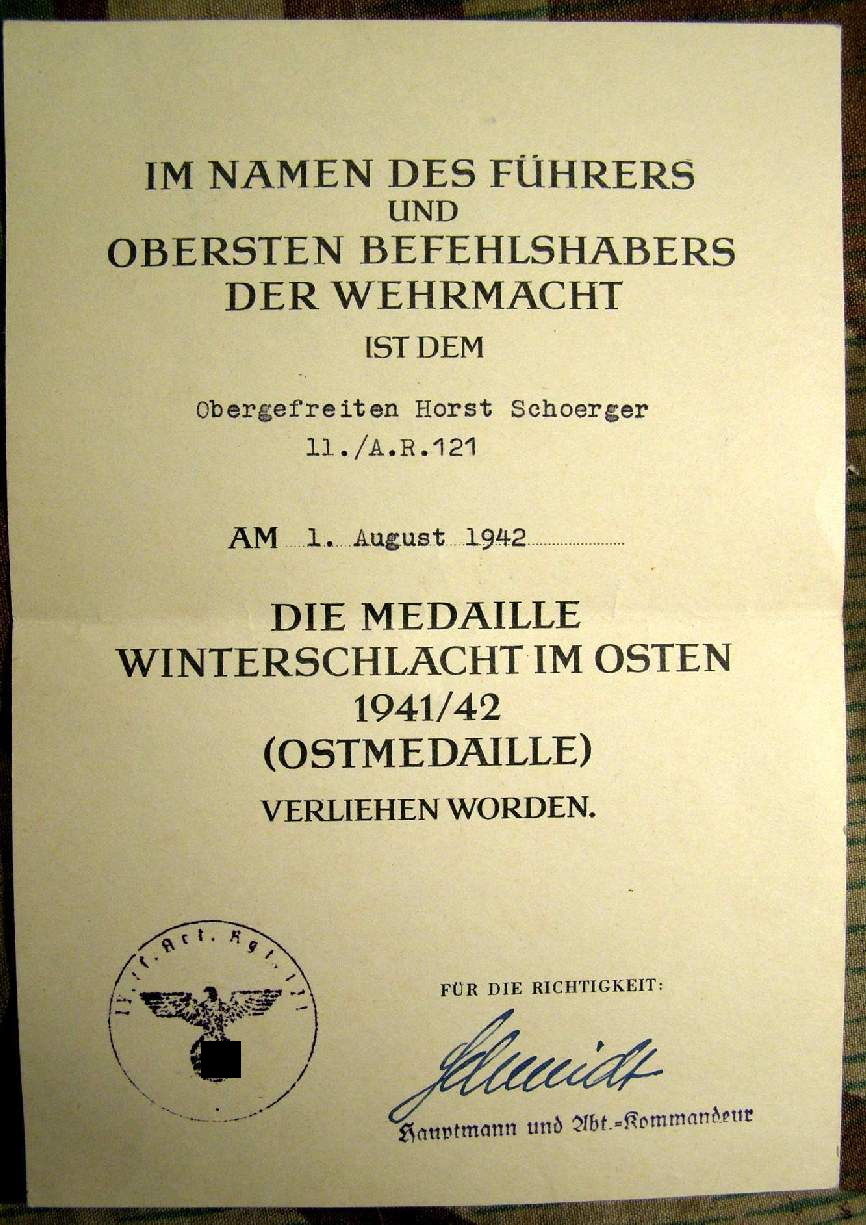 IM NAMEN DES FÜHRERS
UND
OBERSTEN BEFEHLSHABERS
DER WEHRMACHT
IST DEM
Obergefreiten Horst Schoerger
11./A.R.121
AM 1. August 1942
DIE MEDAILLE
WINTERSCHLACHT IM OSTEN
1941/42
(OSTMEDAILLE)
VERLIEHEN WORDEN.
Art. Rgt.
FÜR DIE RICHTIGKEIT:
Schmidt
Hauptmann und Abt.-Kommandeur